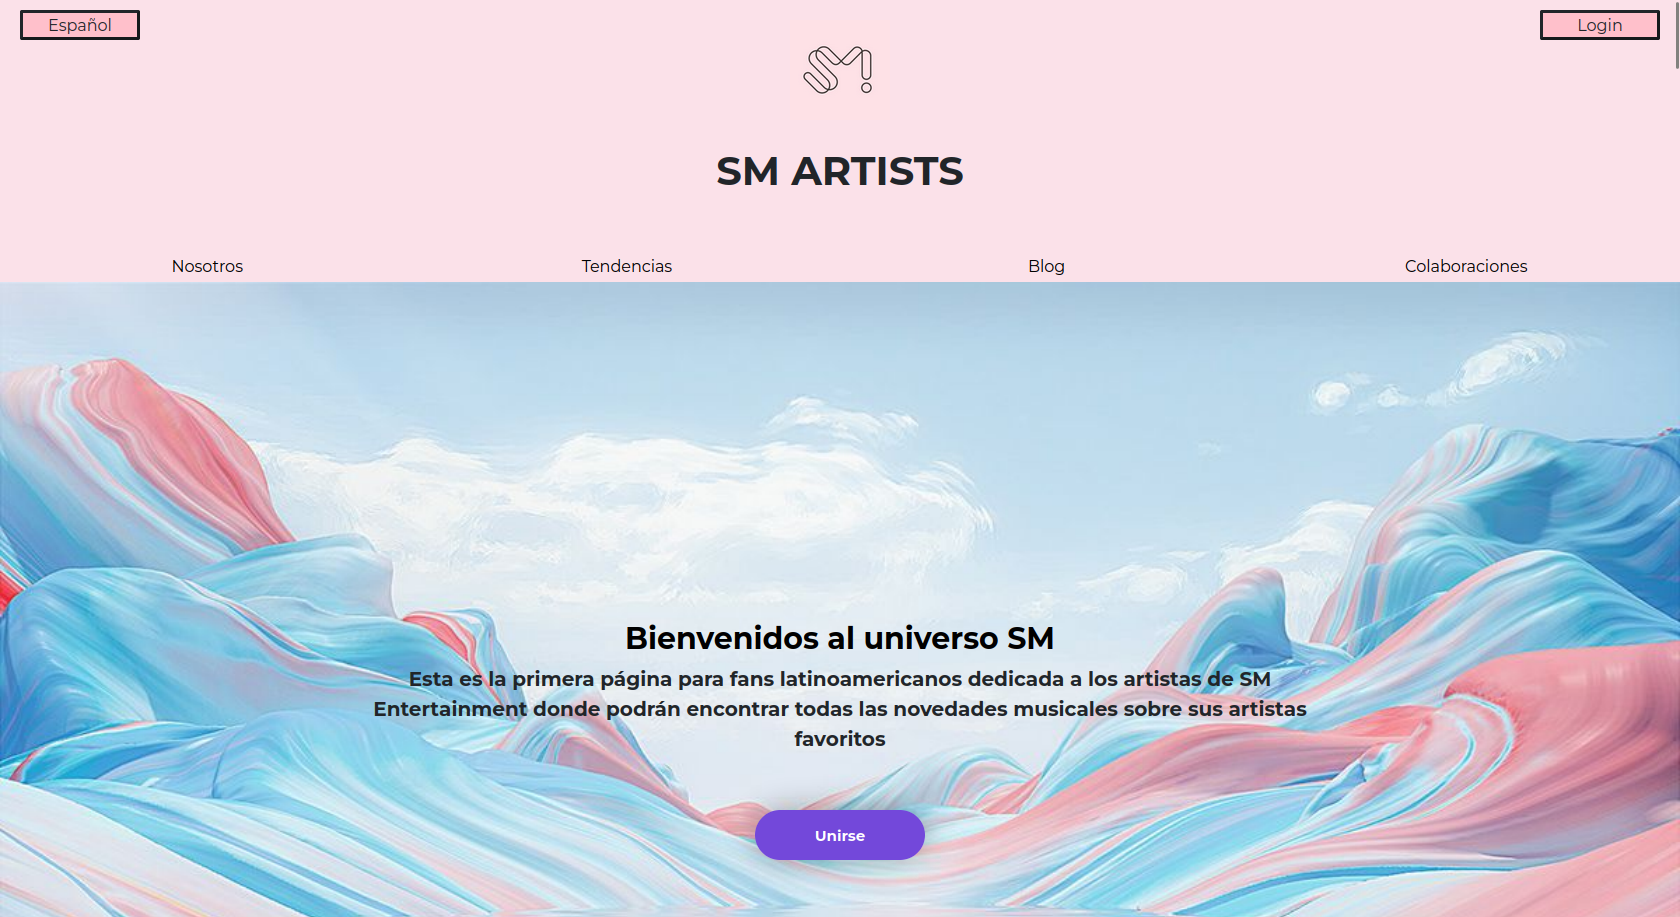 Español
Login
SM!
SM ARTISTS
Nosotros
Tendencias
Blog
Colaboraciones
Bienvenidos al universo SM
Esta es la primera página para fans latinoamericanos dedicada a los artistas de SM
Entertainment donde podrán encontrar todas las novedades musicales sobre sus artistas
favoritos
Unirse